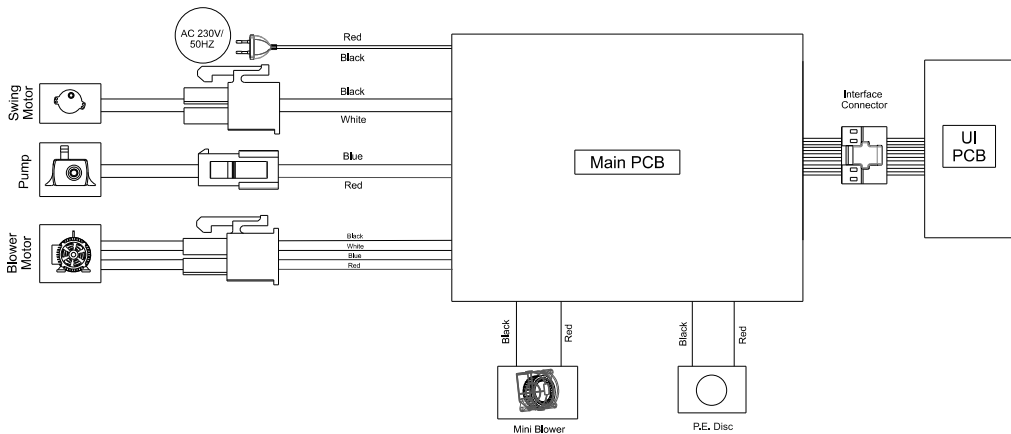 AC 230V/
50HZ
Red
Black
Swing
Motor
Black
White
Pump
Blue
Red
Blower
Motor
Black
White
Blue
Red
Main PCB
Interface
Connector
UI
PCB
Black
Red
Mini Blower
Black
Red
P.E. Disc